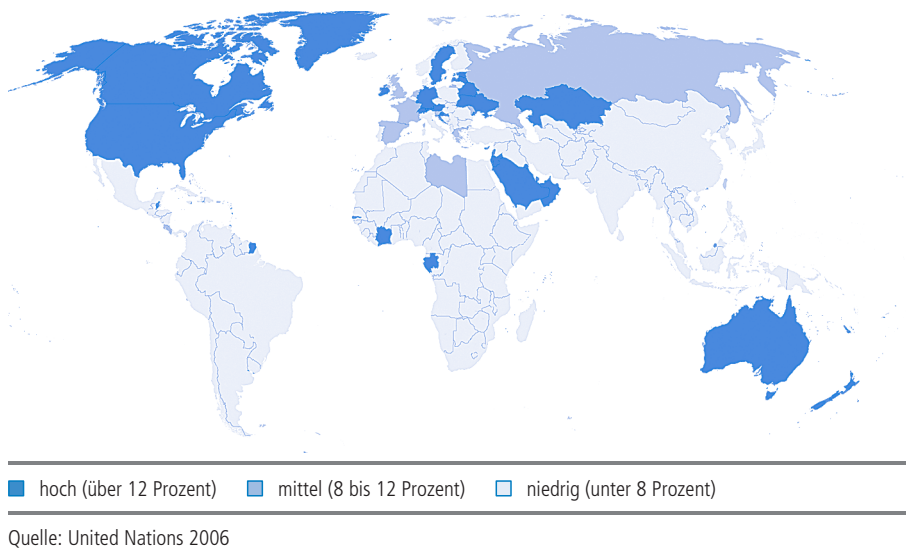 hoch (über 12 Prozent) mittel (8 bis 12 Prozent) niedrig (unter 8 Prozent)
Quelle: United Nations 2006